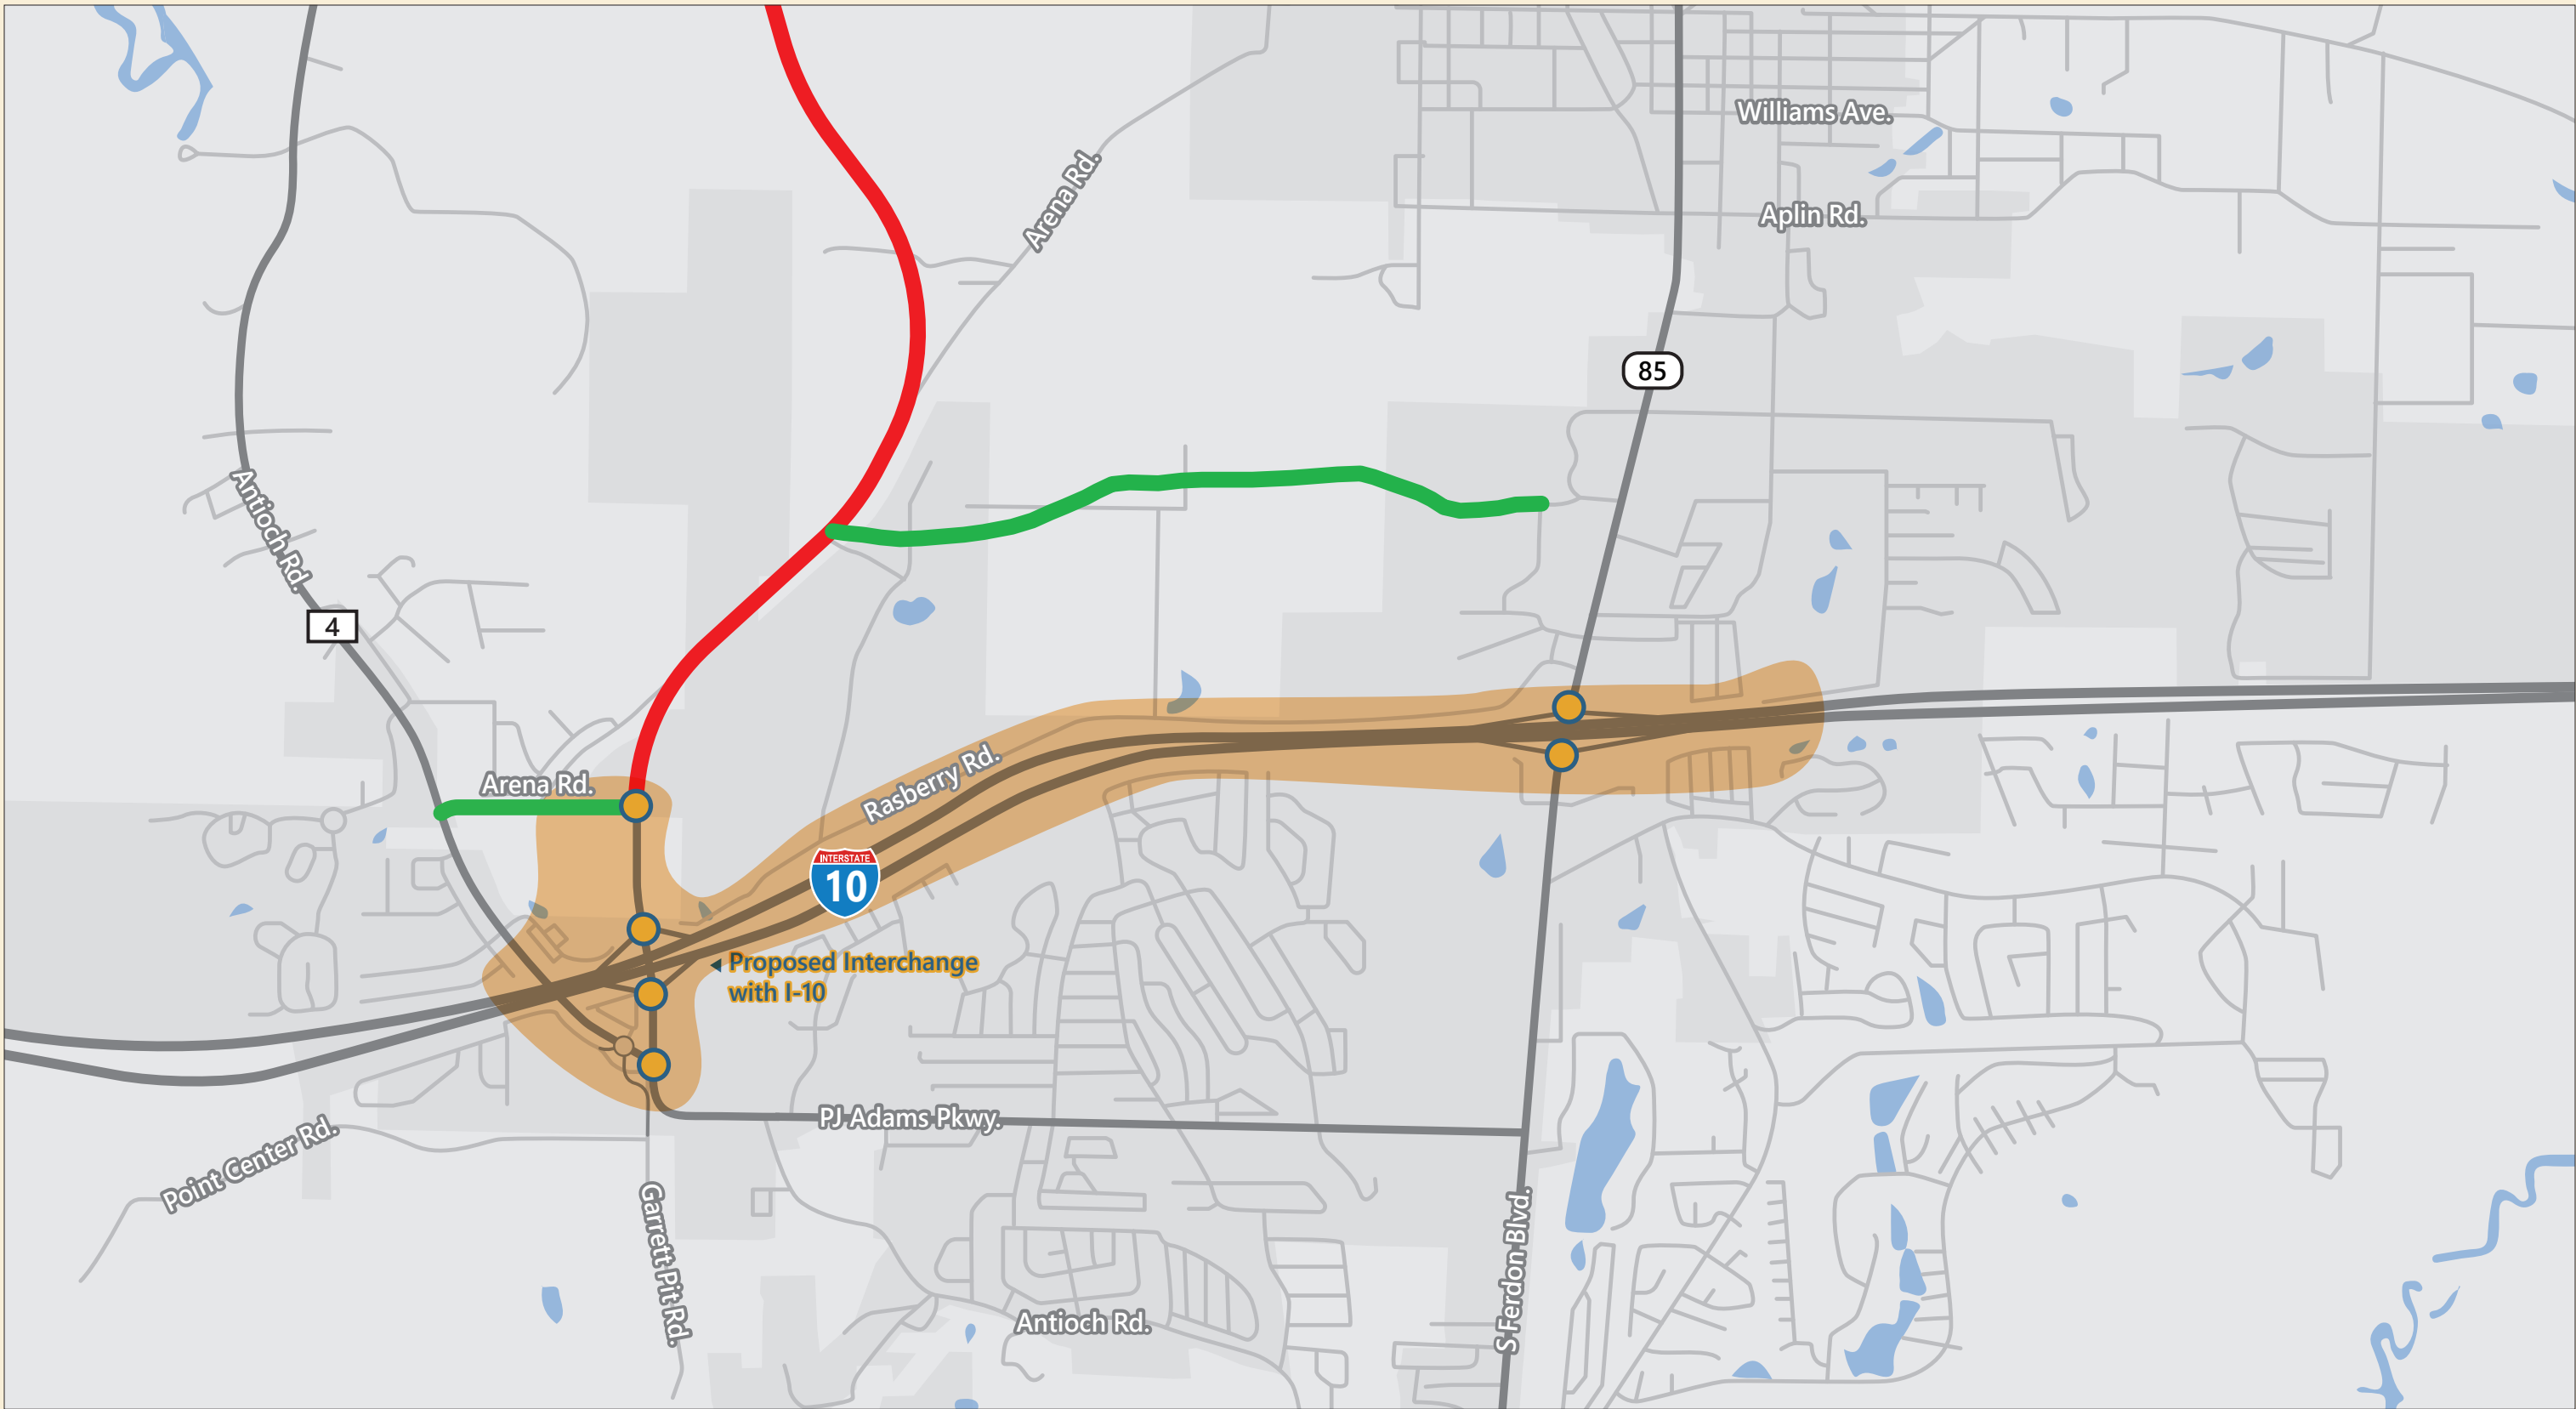 Williams Ave.
Arena Rd.
Aplin Rd.
85
Antioch Rd.
4
Arena Rd.
Rasberry Rd.
INTERSTATE
10
Proposed Interchange
with I-10
PJ Adams Pkwy.
Point Center Rd.
Garrett Pit Rd.
S Ferdon Blvd.
Antioch Rd.